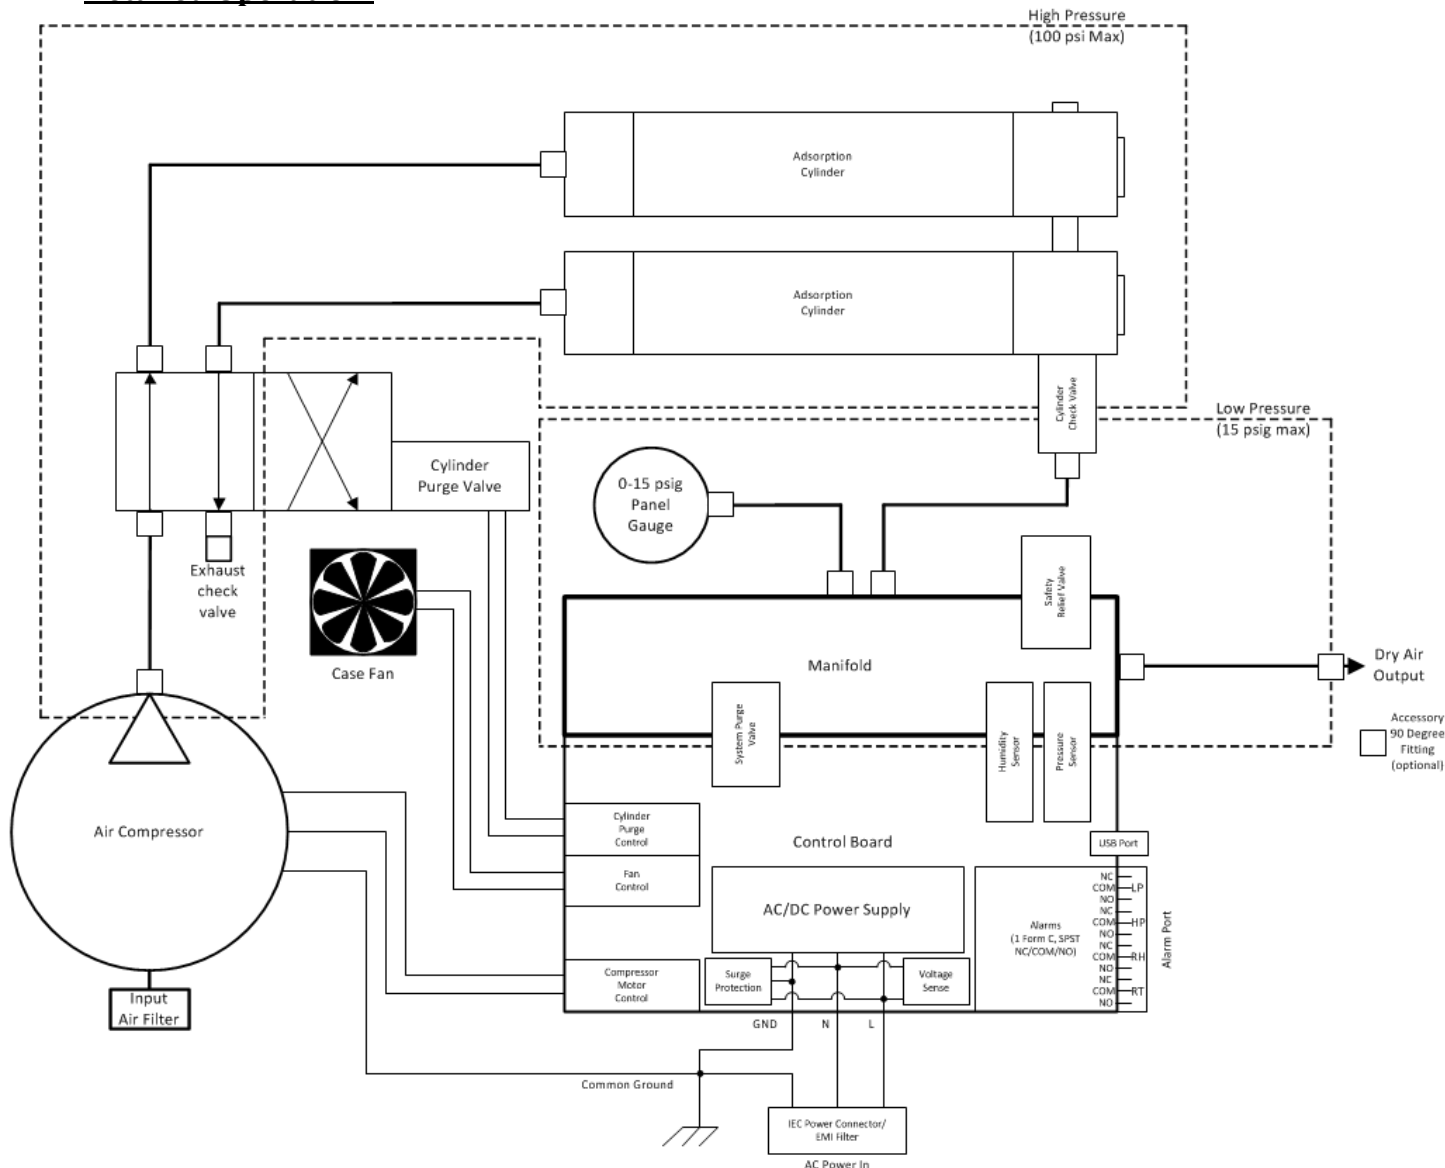 High Pressure
(100 psi Max)
Adsorption
Cylinder
Adsorption
Cylinder
Cylinder
Check Valve
Low Pressure
(15 psig max)
Cylinder
Purge Valve
0-15 psig
Panel
Gauge
Exhaust
check
valve
Safety
Relief Valve
Case Fan
Manifold
Dry Air
Output
System Purge
Valve
Humidity
Sensor
Pressure
Sensor
Accessory
90 Degree
Fitting
(optional)
Air Compressor
Cylinder
Purge
Control
Control Board
USB Port
Fan
Control
AC/DC Power Supply
Alarms
(1 Form C, SPST
NC/COM/NO)
NC
COM LP
NO
NC
COM HP
NO
NC
COM RH
NO
NC
COM RT
NO
Alarm Port
Compressor
Motor
Control
Surge
Protection
Voltage
Sense
Input
Air Filter
GND N L
Common Ground
IEC Power Connector/
EMI Filter
AC Power In